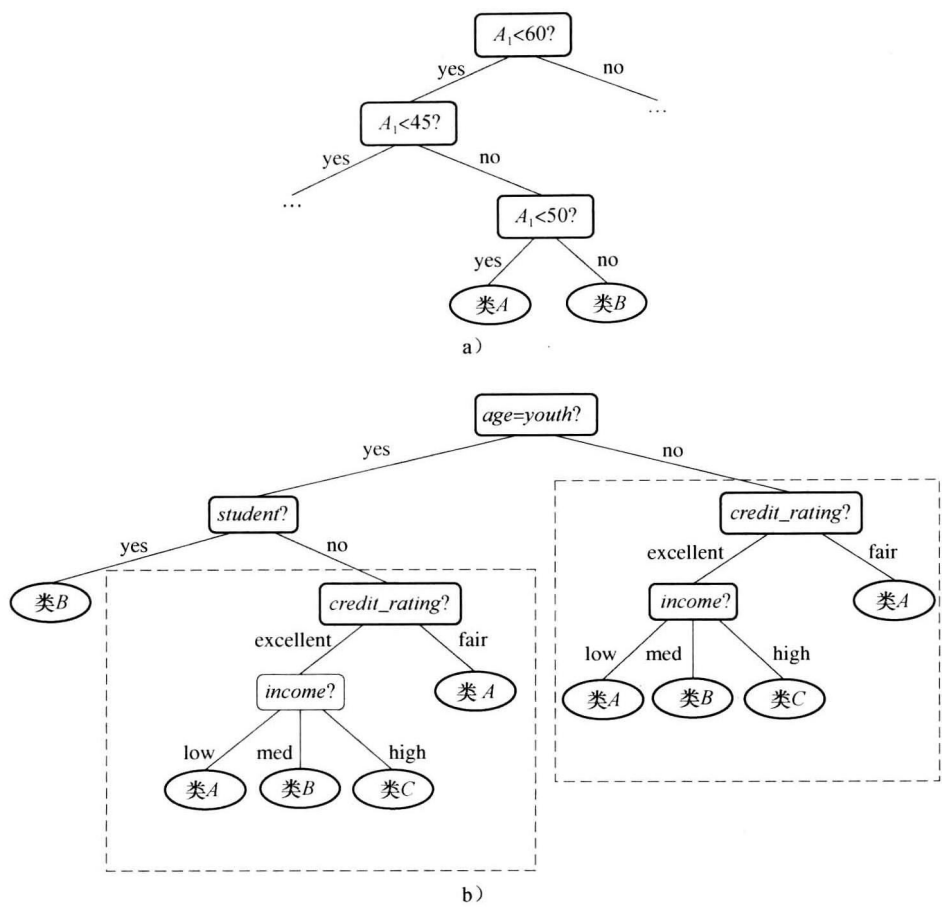 A₁<60?
yes no
A₁<45? …
yes no
… A₁<50?
yes no
类A 类B
a）
age=youth?
yes no
student? credit_rating?
yes no excellent fair
类B credit_rating? income? 类A
excellent fair low med high
income? 类A 类A 类B 类C
low med high
类A 类B 类C
b）